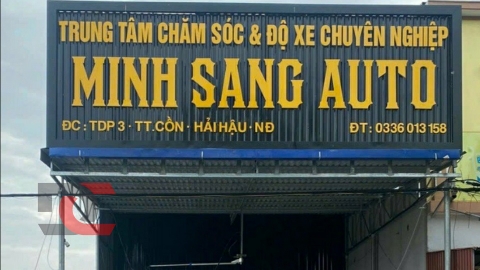 TRUNG TÂM CHĂM SÓC & ĐỘ XE CHUYÊN NGHIỆP
MINH SANG AUTO
ĐC : TDP 3 - TT.CỒN - HẢI HẬU - NĐ ĐT : 0336 013 158